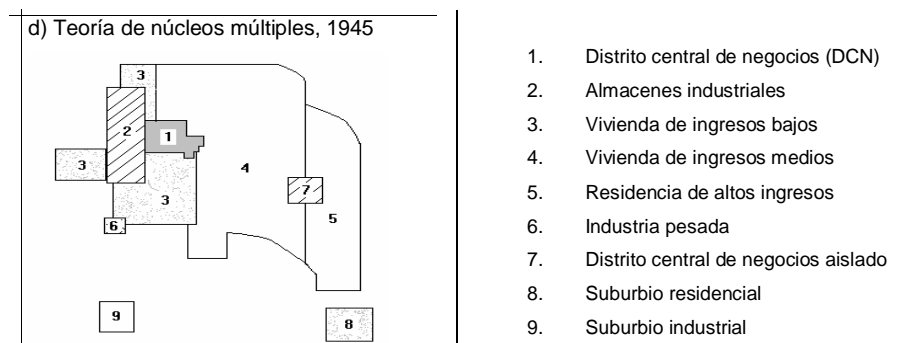 d) Teoría de núcleos múltiples, 1945
3
2
1
3
4
3
7
5
6
9
8
1. Distrito central de negocios (DCN)
2. Almacenes industriales
3. Vivienda de ingresos bajos
4. Vivienda de ingresos medios
5. Residencia de altos ingresos
6. Industria pesada
7. Distrito central de negocios aislado
8. Suburbio residencial
9. Suburbio industrial